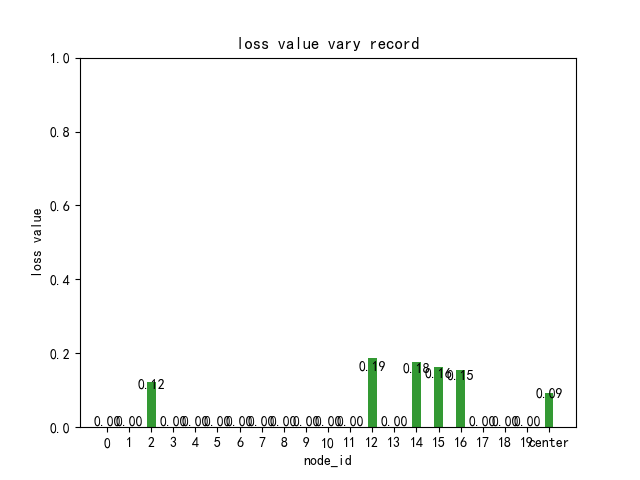 loss value vary record
1.0
0.8
0.6
0.4
0.2
0.0
loss value
0.00 0.00 0.12 0.00 0.00 0.00 0.00 0.00 0.00 0.00 0.00 0.00 0.19 0.00 0.18 0.16 0.15 0.00 0.00 0.00 0.09
0 1 2 3 4 5 6 7 8 9 10 11 12 13 14 15 16 17 18 19 center
node_id